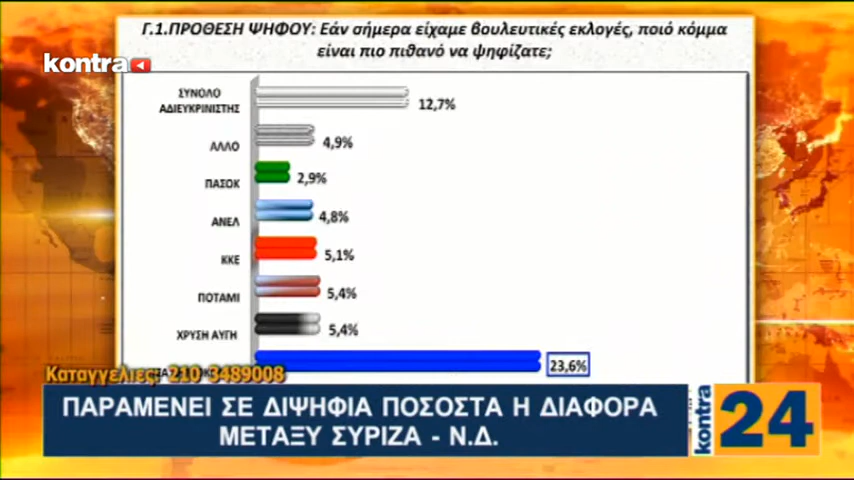 Γ.1.ΠΡΟΘΕΣΗ ΨΗΦΟΥ: Εάν σήμερα είχαμε βουλευτικές εκλογές, ποιό κόμμα
είναι πιο πιθανό να ψηφίζατε;
kontra
ΣΥΝΟΛΟ
ΑΔΙΕΥΚΡΙΝΙΣΤΗΣ
12,7%
ΑΛΛΟ
4,9%
ΠΑΣΟΚ
2,9%
ΑΝΕΛ
4,8%
ΚΚΕ
5,1%
ΠΟΤΑΜΙ
5,4%
ΧΡΥΣΗ ΑΥΓΗ
5,4%
23,6%
Καταγγελιες: 210 3489008
ΠΑΡΑΜΕΝΕΙ ΣΕ ΔΙΨΗΦΙΑ ΠΟΣΟΣΤΑ Η ΔΙΑΦΟΡΑ
ΜΕΤΑΞΥ ΣΥΡΙΖΑ - Ν.Δ.
kontra
24